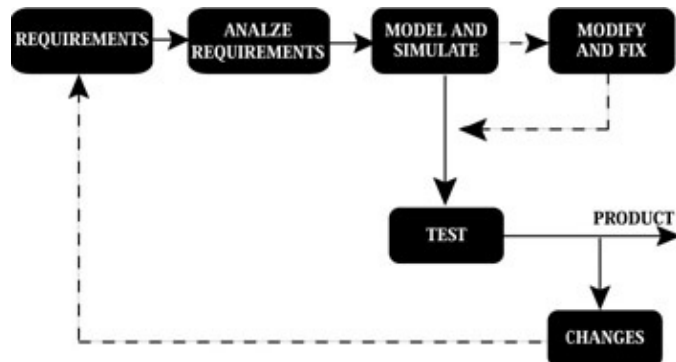 REQUIREMENTS
ANALZE
REQUIREMENTS
MODEL AND
SIMULATE
MODIFY
AND FIX
TEST
PRODUCT
CHANGES